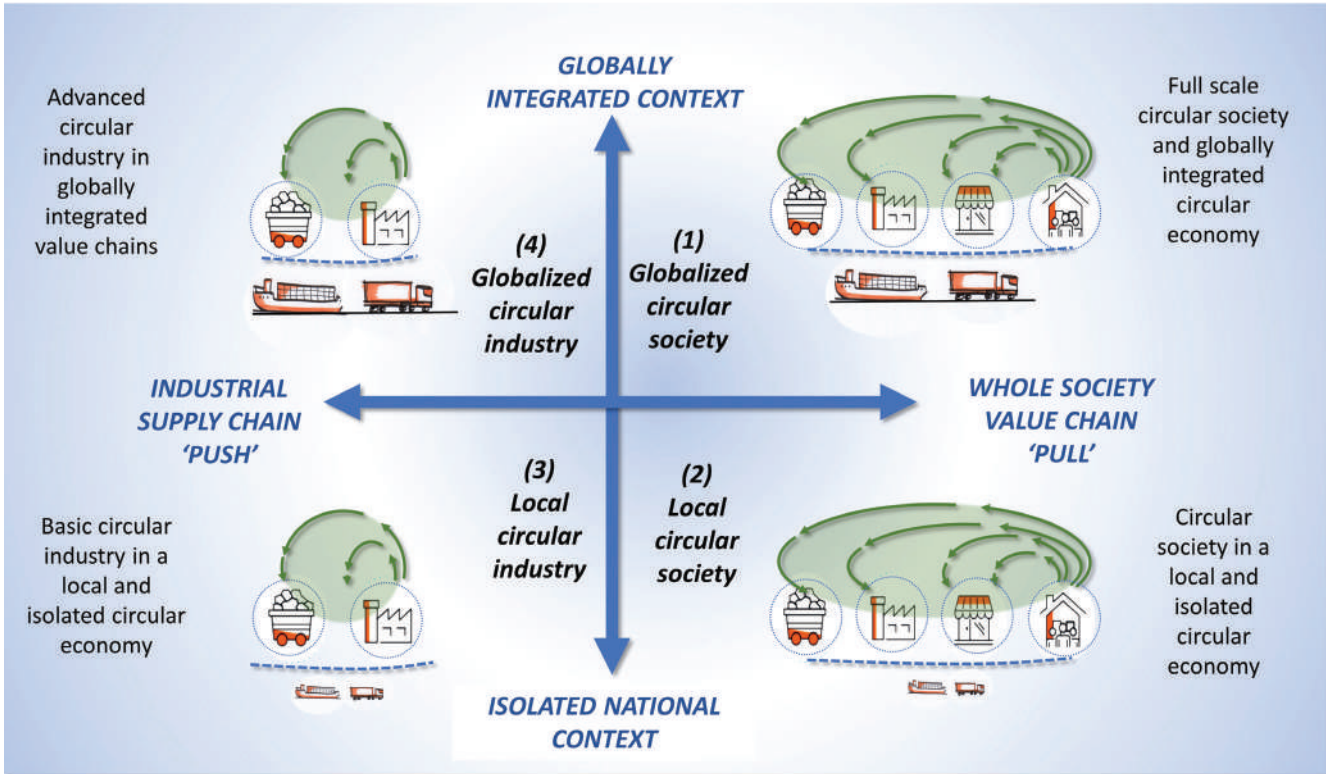 GLOBALLY
INTEGRATED CONTEXT
Advanced
circular
industry in
globally
integrated
value chains
Full scale
circular society
and globally
integrated
circular
economy
(4)
Globalized
circular
industry
(1)
Globalized
circular
society
INDUSTRIAL
SUPPLY CHAIN
‘PUSH’
WHOLE SOCIETY
VALUE CHAIN
‘PULL’
(3)
Local
circular
industry
(2)
Local
circular
society
Basic circular
industry in a
local and
isolated circular
economy
Circular
society in a
local and
isolated
circular
economy
ISOLATED NATIONAL
CONTEXT